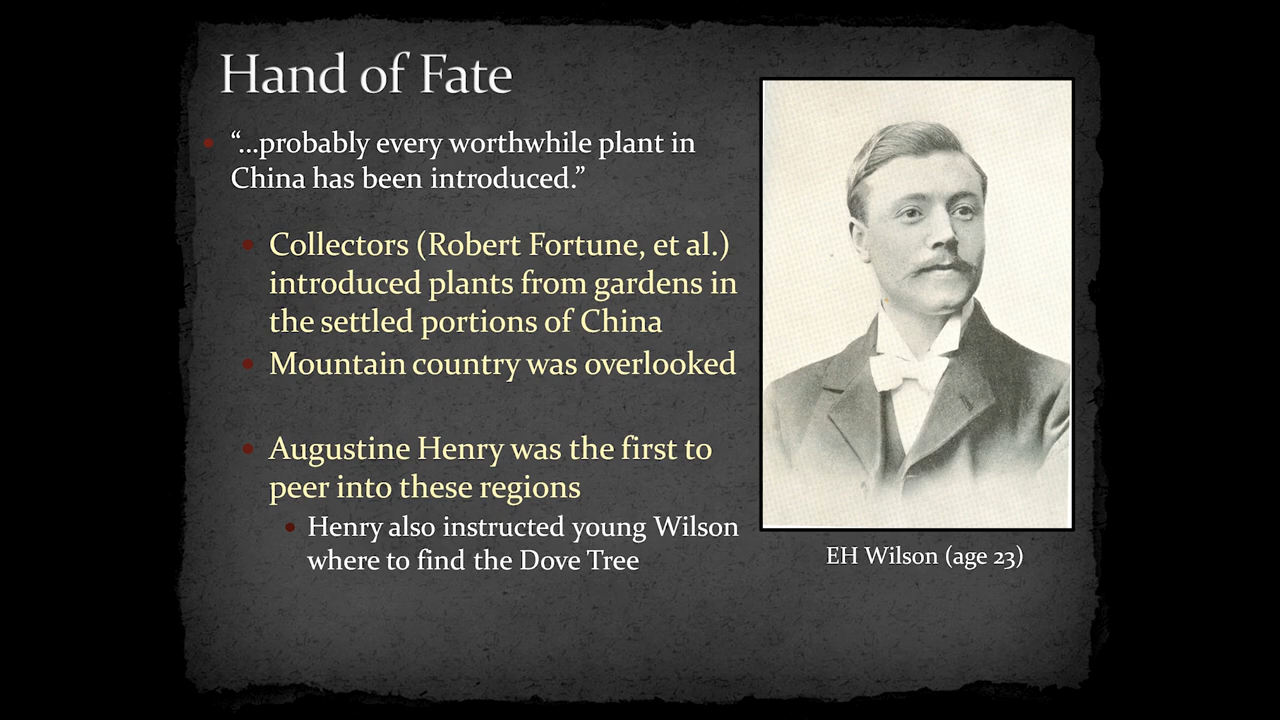 Hand of Fate
“…probably every worthwhile plant in
China has been introduced.”
Collectors (Robert Fortune, et al.)
introduced plants from gardens in
the settled portions of China
Mountain country was overlooked
Augustine Henry was the first to
peer into these regions
Henry also instructed young Wilson
where to find the Dove Tree
EH Wilson (age 23)